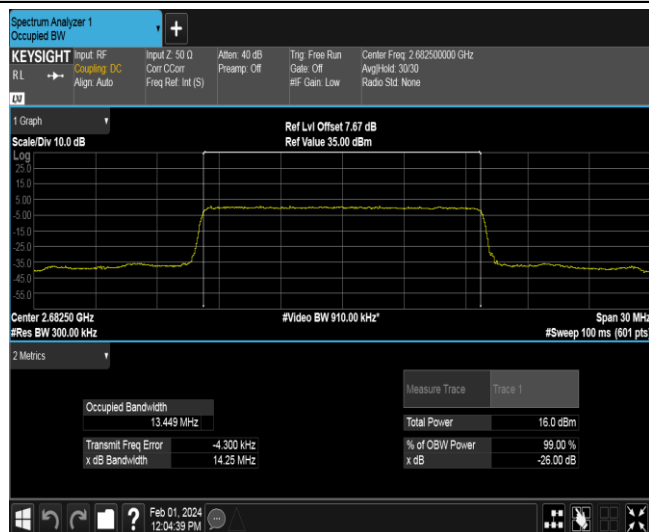 Spectrum Analyzer 1
Occupied BW
+
KEYSIGHT Input: RF Input Z: 50 Ω Atten: 40 dB Trig: Free Run Center Freq: 2.682500000 GHz
RL Coupling: DC Corr CCorr Preamp: Off Gate: Off Avg|Hold: 30/30
Align: Auto Freq Ref: Int (S) #IF Gain: Low Radio Std: None
LXI
1 Graph
Ref Lvl Offset 7.67 dB
Scale/Div 10.0 dB Ref Value 35.00 dBm
Log
25.0
15.0
5.00
-5.00
-15.0
-25.0
-35.0
-45.0
-55.0
Center 2.68250 GHz #Video BW 910.00 kHz* Span 30 MHz
#Res BW 300.00 kHz #Sweep 100 ms (601 pts)
2 Metrics
Measure Trace Trace 1
Occupied Bandwidth
13.449 MHz Total Power 16.0 dBm
Transmit Freq Error -4.300 kHz % of OBW Power 99.00 %
x dB Bandwidth 14.25 MHz x dB -26.00 dB
? Feb 01, 2024
12:04:39 PM